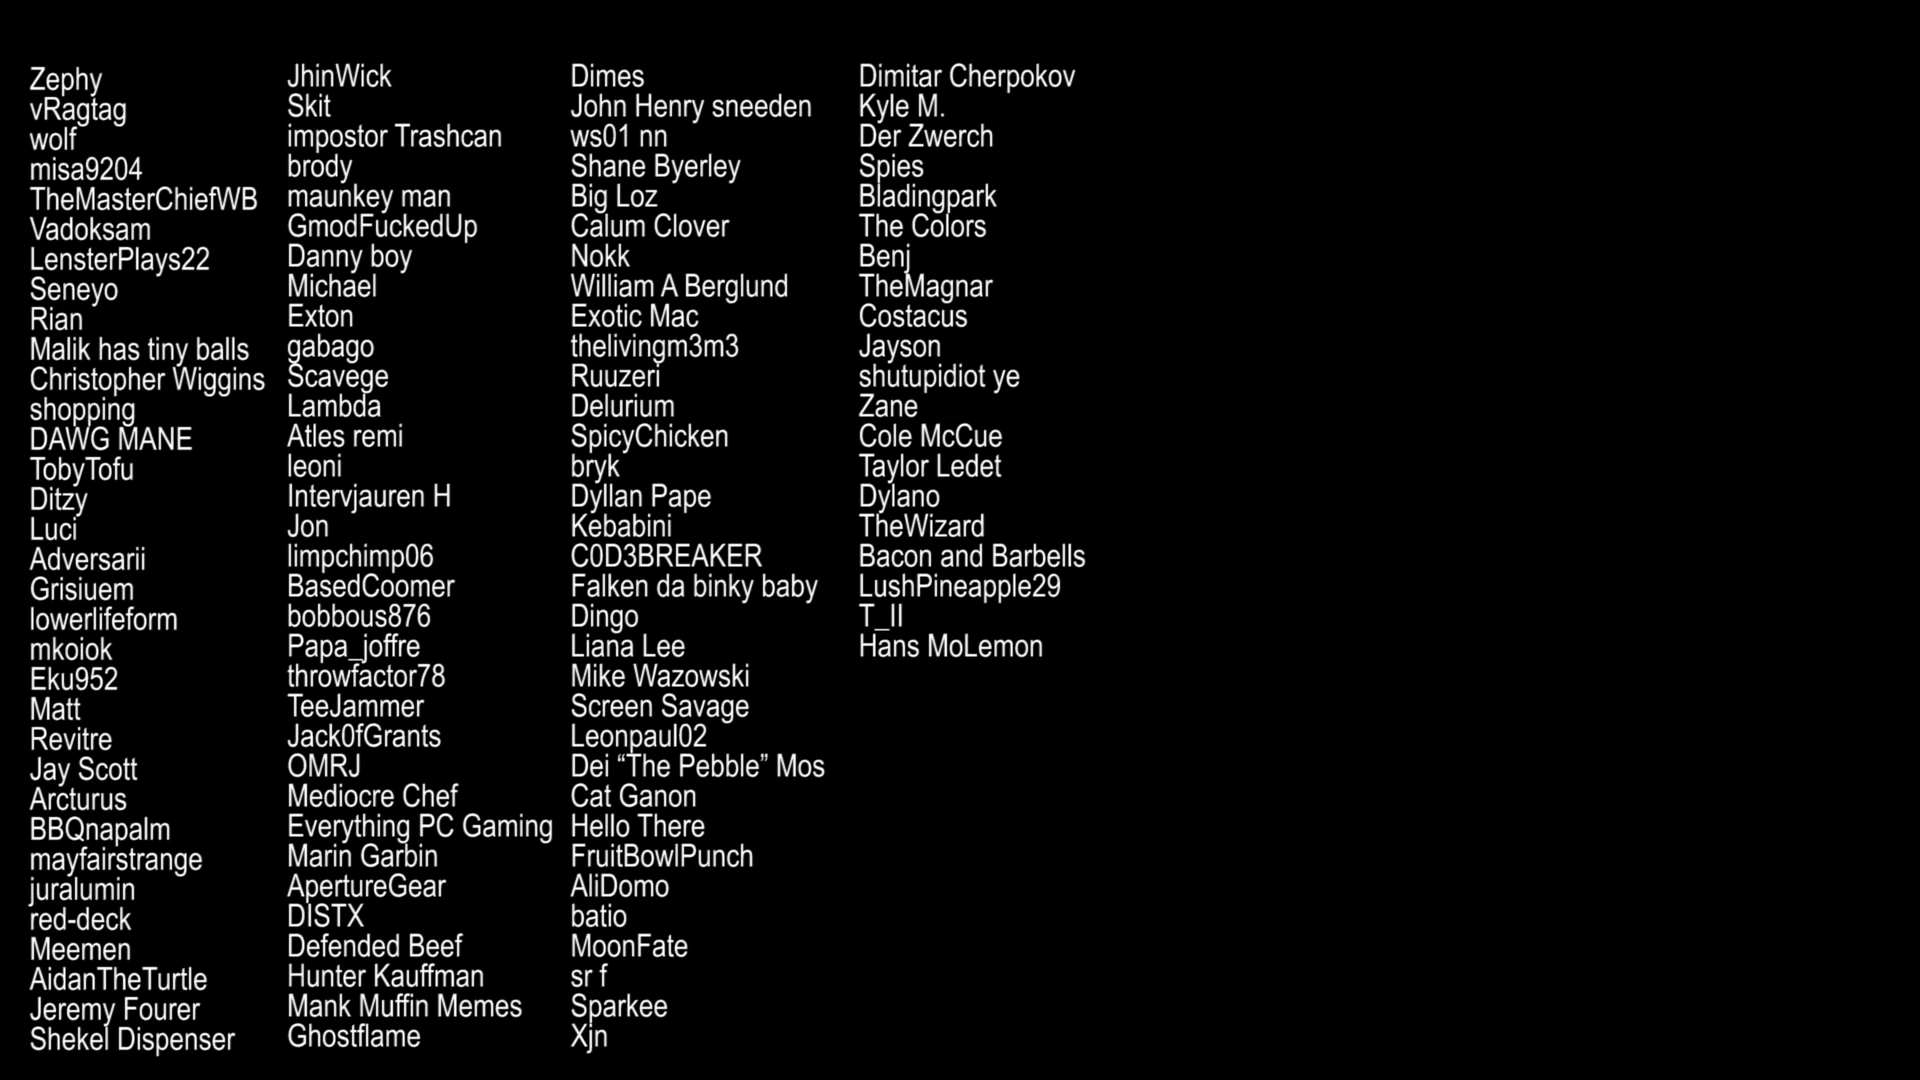 Zephy
vRagtag
wolf
misa9204
TheMasterChiefWB
Vadoksam
LensterPlays22
Seneyo
Rian
Malik has tiny balls
Christopher Wiggins
shopping
DAWG MANE
TobyTofu
Ditzy
Luci
Adversarii
Grisiuem
lowerlifeform
mkoiok
Eku952
Matt
Revitre
Jay Scott
Arcturus
BBQnapalm
mayfairstrange
juralumin
red-deck
Meemen
AidanTheTurtle
Jeremy Fourer
Shekel Dispenser
JhinWick
Skit
impostor Trashcan
brody
maunkey man
GmodFuckedUp
Danny boy
Michael
Exton
gabago
Scavege
Lambda
Atles remi
leoni
Intervjauren H
Jon
limpchimp06
BasedCoomer
bobbous876
Papa_joffre
throwfactor78
TeeJammer
Jack0fGrants
OMRJ
Mediocre Chef
Everything PC Gaming
Marin Garbin
ApertureGear
DISTX
Defended Beef
Hunter Kauffman
Mank Muffin Memes
Ghostflame
Dimes
John Henry sneeden
ws01 nn
Shane Byerley
Big Loz
Calum Clover
Nokk
William A Berglund
Exotic Mac
thelivingm3m3
Ruuzeri
Delurium
SpicyChicken
bryk
Dyllan Pape
Kebabini
C0D3BREAKER
Falken da binky baby
Dingo
Liana Lee
Mike Wazowski
Screen Savage
Leonpaul02
Dei “The Pebble” Mos
Cat Ganon
Hello There
FruitBowlPunch
AliDomo
batio
MoonFate
sr f
Sparkee
Xjn
Dimitar Cherpokov
Kyle M.
Der Zwerch
Spies
Bladingpark
The Colors
Benj
TheMagnar
Costacus
Jayson
shutupidiot ye
Zane
Cole McCue
Taylor Ledet
Dylano
TheWizard
Bacon and Barbells
LushPineapple29
T_II
Hans MoLemon